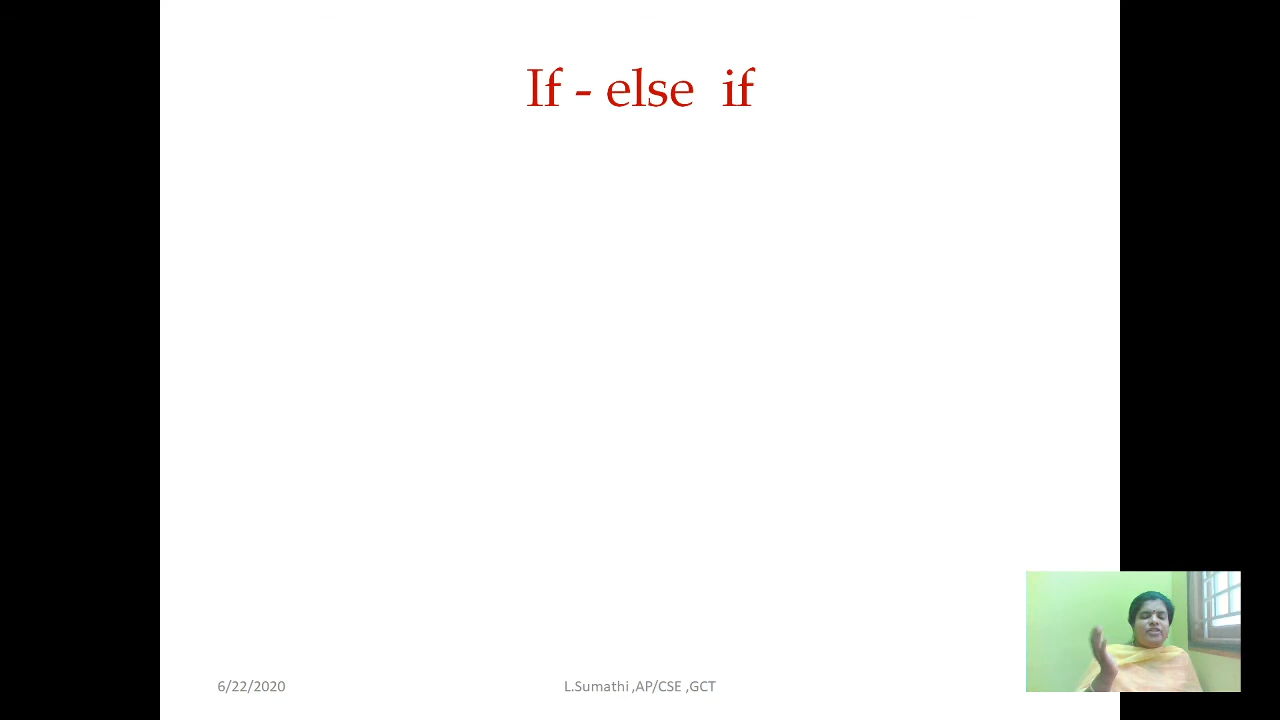 If - else if
6/22/2020
L.Sumathi ,AP/CSE ,GCT